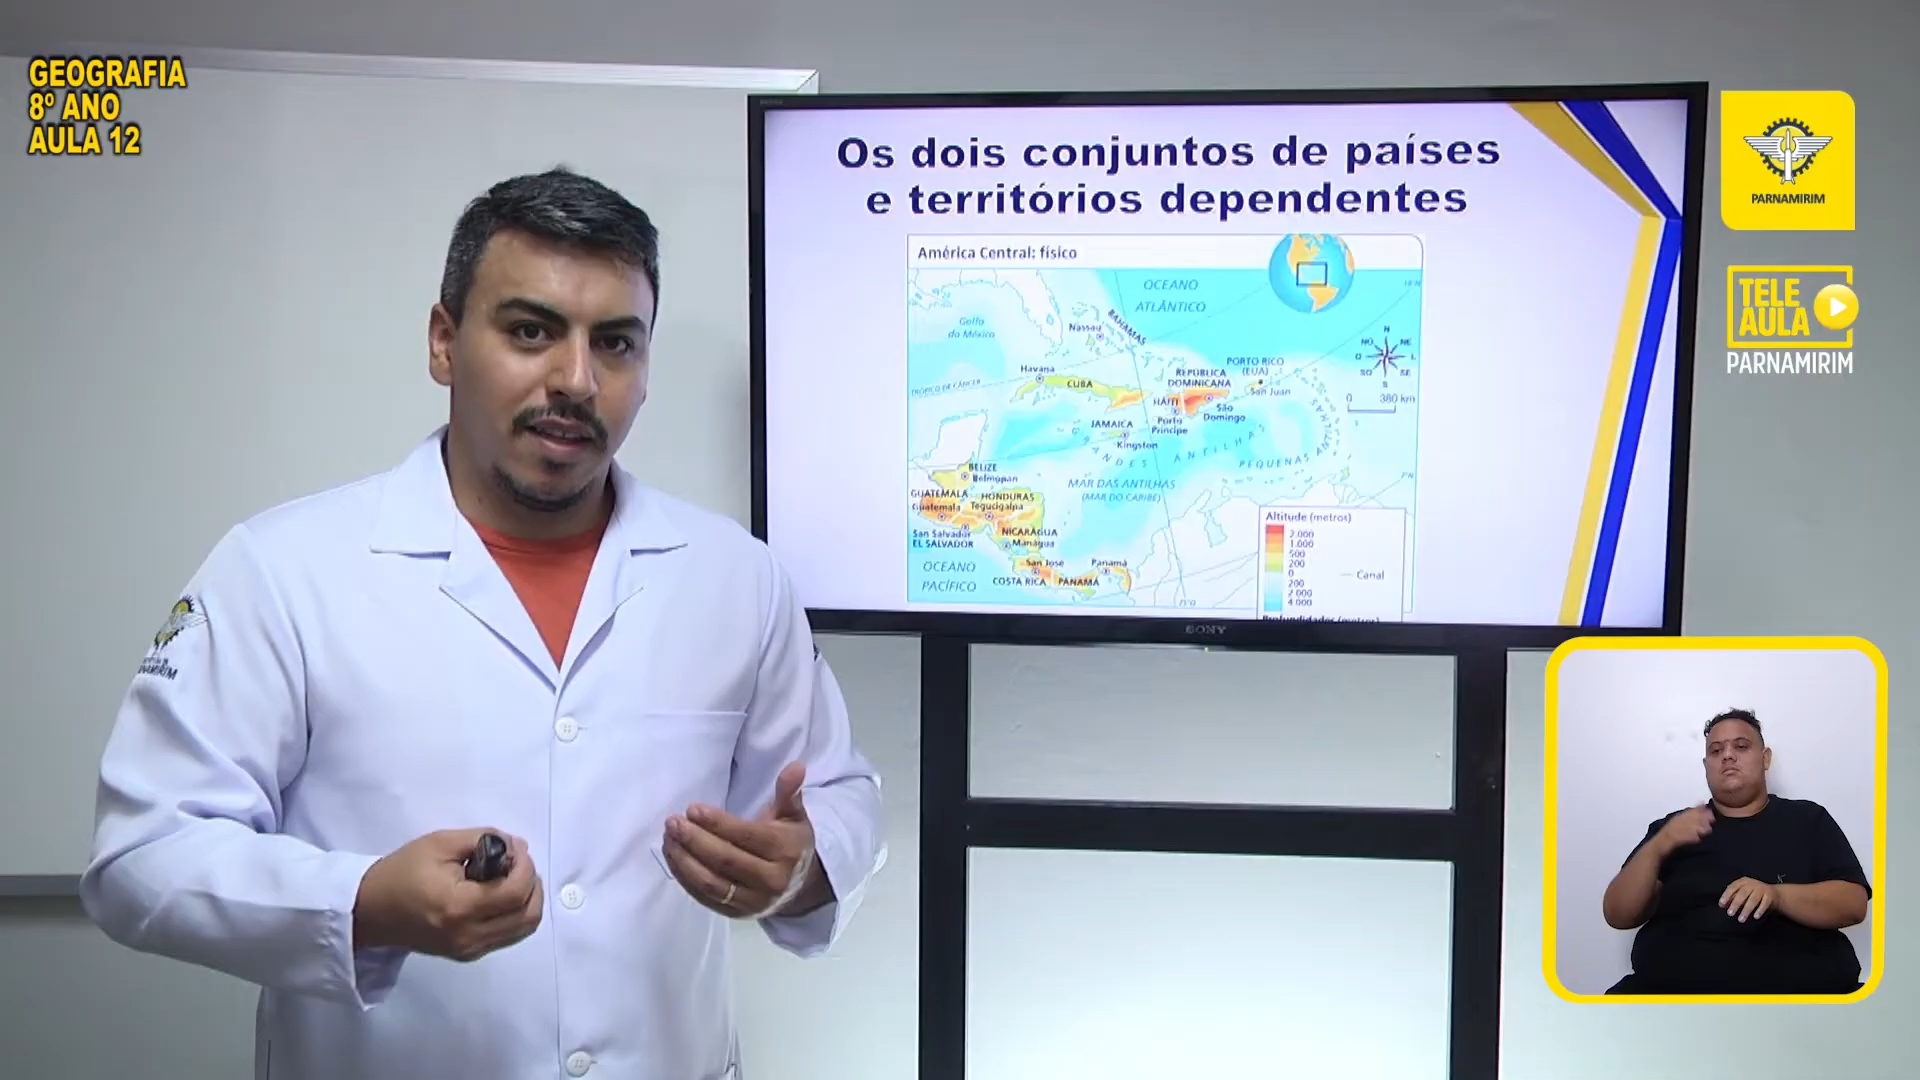 GEOGRAFIA
8º ANO
AULA 12
Os dois conjuntos de países
e territórios dependentes
América Central: físico
OCEANO
ATLÂNTICO
Golfo
do México
Nassau
BAHAMAS
TRÓPICO DE CÂNCER
Havana
CUBA
PORTO RICO
(EUA)
San Juan
REPÚBLICA
DOMINICANA
HAITI
São
Domingo
Porto
Príncipe
JAMAICA
Kingston
GRANDES ANTILHAS
PEQUENAS ANTILHAS
MAR DAS ANTILHAS
(MAR DO CARIBE)
N
NO
NE
O
L
SO
SE
S
0 380 km
BELIZE
Belmopan
GUATEMALA
Guatemala
HONDURAS
Tegucigalpa
San Salvador
EL SALVADOR
NICARÁGUA
Manágua
San José
COSTA RICA
Panamá
PANAMÁ
OCEANO
PACÍFICO
Altitude (metros)
2.000
1.000
500
200
0
200
2 000
4 000
Canal
Profundidades (metros)
SONY
PARNAMIRIM
TELE
AULA
PARNAMIRIM